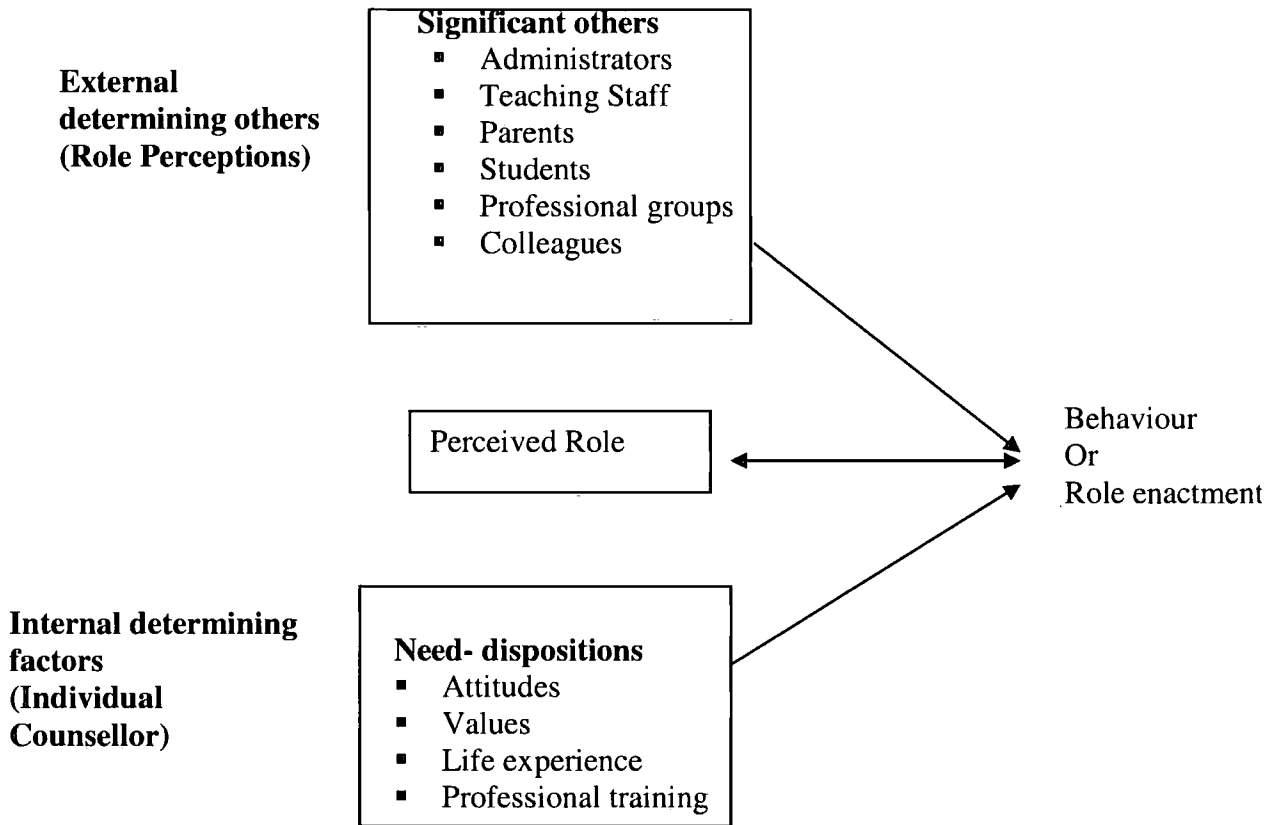 External
determining others
(Role Perceptions)
Significant others
▪ Administrators
▪ Teaching Staff
▪ Parents
▪ Students
▪ Professional groups
▪ Colleagues
Perceived Role
Behaviour
Or
Role enactment
Internal determining
factors
(Individual
Counsellor)
Need- dispositions
▪ Attitudes
▪ Values
▪ Life experience
▪ Professional training